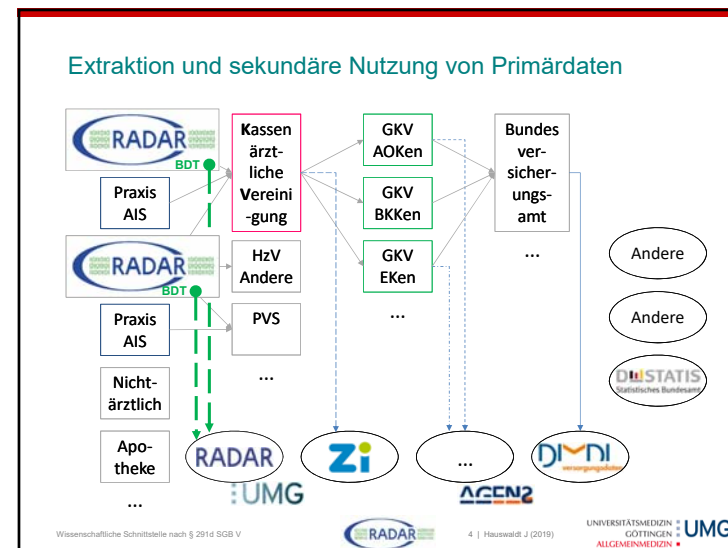 Extraktion und sekundäre Nutzung von Primärdaten
RADAR
BDT
Praxis
AIS
RADAR
BDT
Praxis
AIS
Nicht-
ärztlich
Apo-
theke
...
Kassen
ärzt-
liche
Vereini
-gung
HzV
Andere
PVS
...
GKV
AOKen
GKV
BKKen
GKV
EKen
...
Bundes
ver-
sicher-
ungs-
amt
...
Andere
Andere
DESTATIS
Statistisches Bundesamt
RADAR
UMG
Zi
...
AGENS
DIMDI
versorgungsdaten
Wissenschaftliche Schnittstelle nach § 291d SGB V
RADAR
4 | Hauswaldt J (2019)
UNIVERSITÄTSMEDIZIN
GÖTTINGEN
UMG
ALLGEMEINMEDIZIN